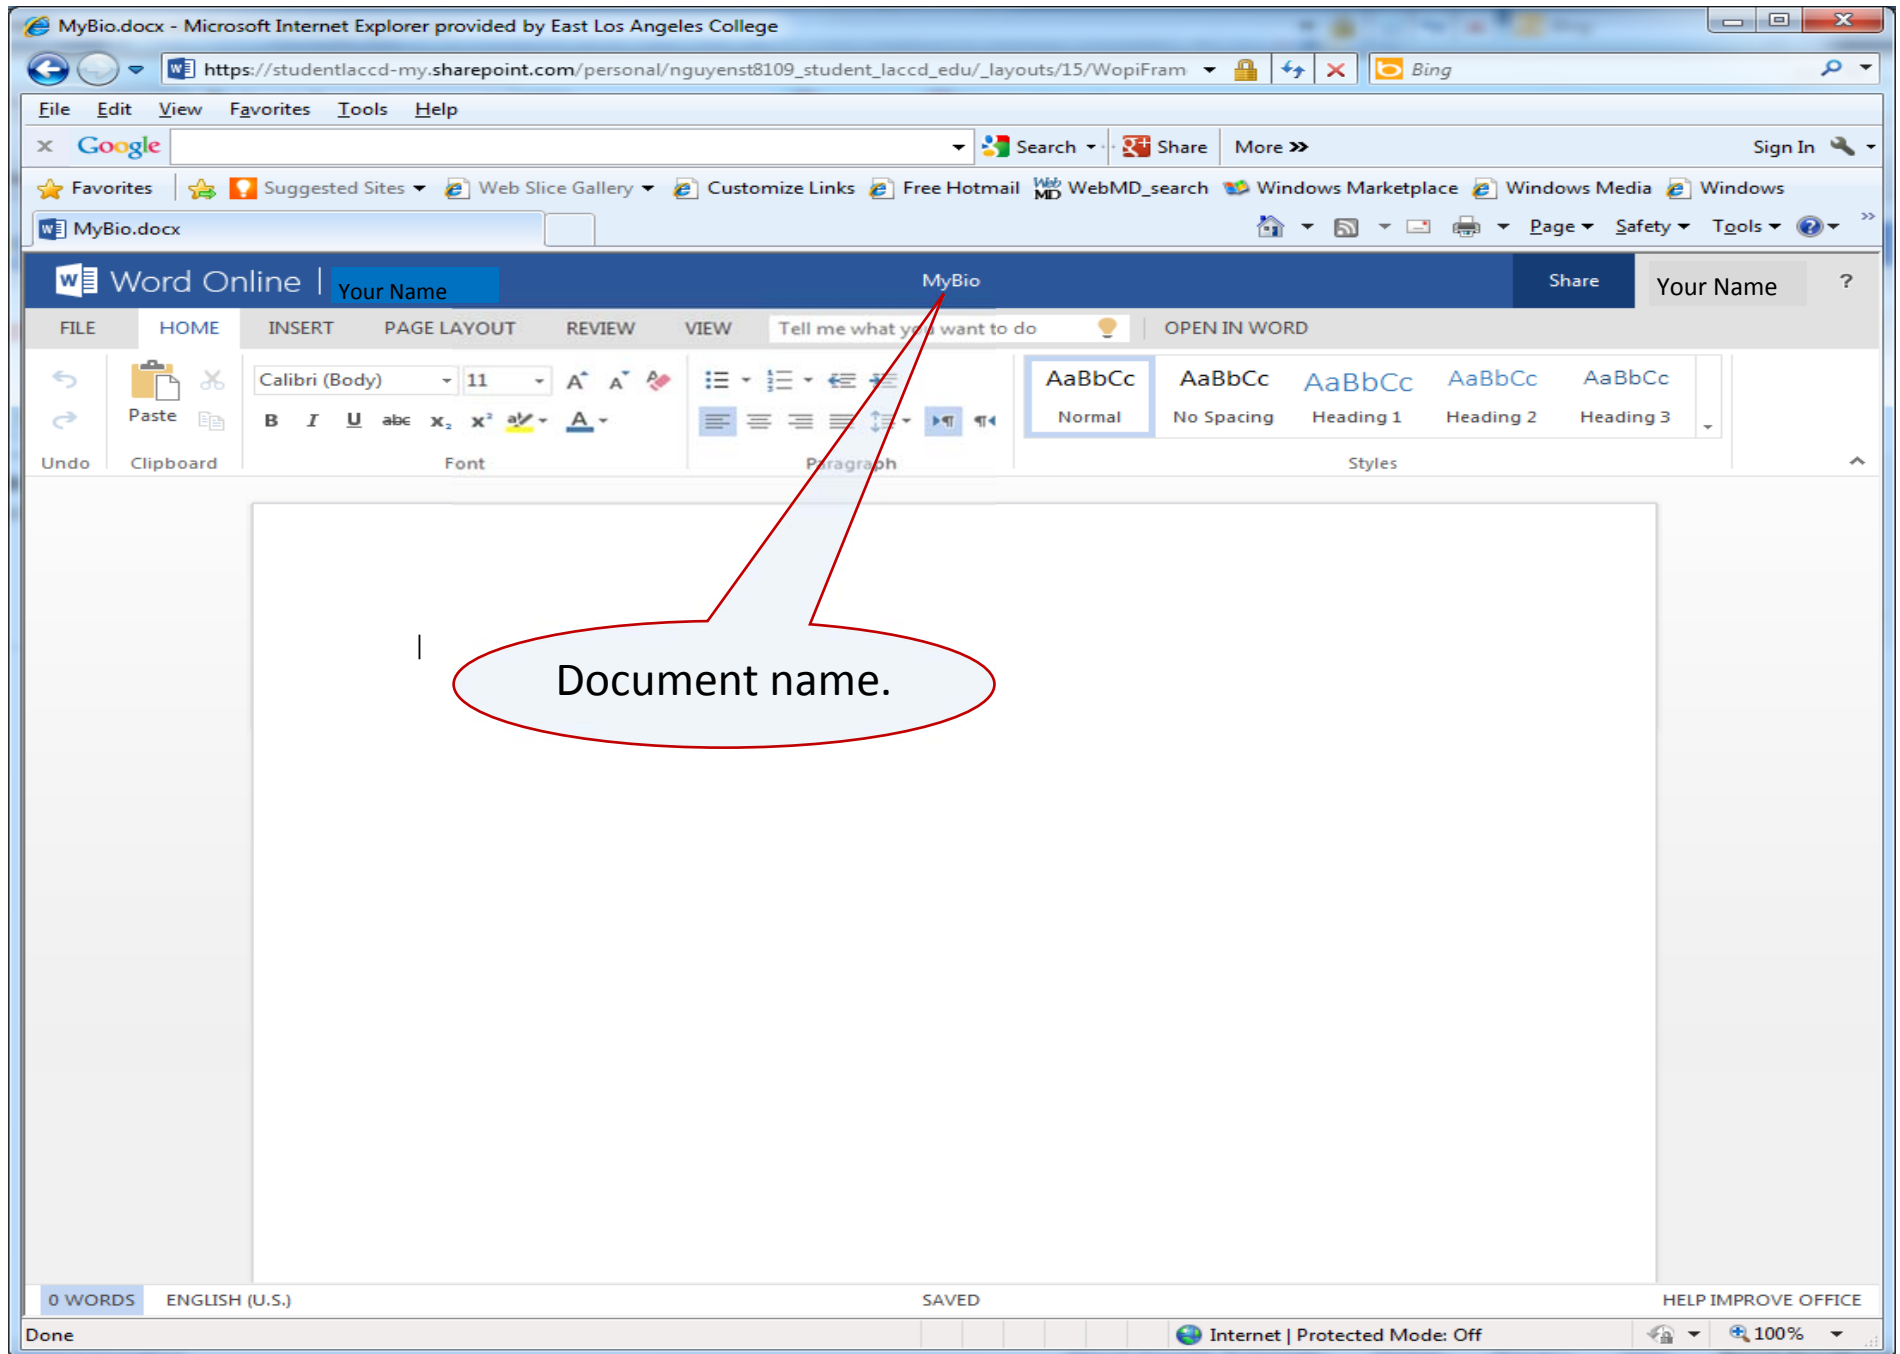 MyBio.docx - Microsoft Internet Explorer provided by East Los Angeles College
https://studentlaccd-my.sharepoint.com/personal/nguyenst8109_student_laccd_edu/_layouts/15/WopiFram Bing
File Edit View Favorites Tools Help
x Google Search Share More » Sign In
Favorites Suggested Sites Web Slice Gallery Customize Links Free Hotmail Web MD WebMD_search Windows Marketplace Windows Media Windows
MyBio.docx Page Safety Tools »
Word Online | Your Name MyBio Share Your Name ?
FILE HOME INSERT PAGE LAYOUT REVIEW VIEW Tell me what you want to do OPEN IN WORD
Calibri (Body) 11 A A AaBbCc AaBbCc AaBbCc AaBbCc AaBbCc
Paste B I U abc x₂ x² aby A Normal No Spacing Heading 1 Heading 2 Heading 3
Undo Clipboard Font Paragraph Styles
Document name.
0 WORDS ENGLISH (U.S.) SAVED HELP IMPROVE OFFICE
Done Internet | Protected Mode: Off 100%